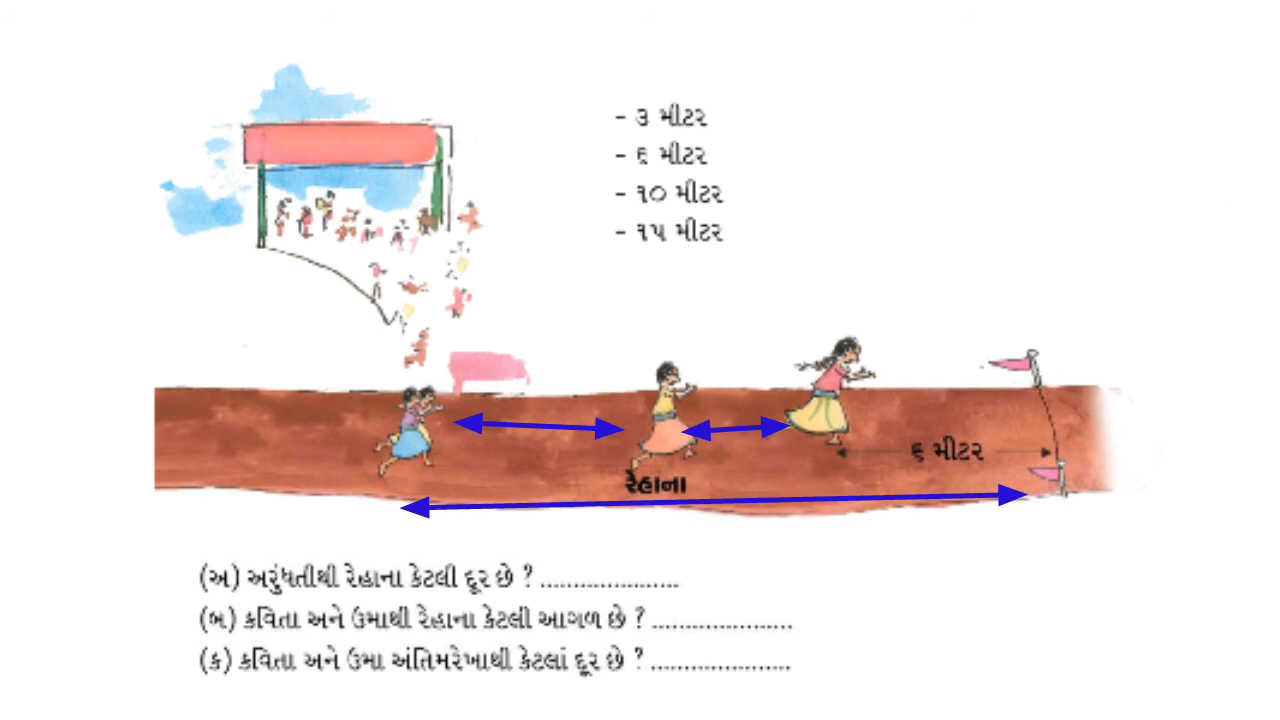 - ૩ મીટર
- ૬ મીટર
- ૧૦ મીટર
- ૧૫ મીટર
૬ મીટર
રેહાના
(અ) અરુંધતીથી રેહાના કેટલી દૂર છે ? .....................
(બ) કવિતા અને ઉમાથી રેહાના કેટલી આગળ છે ? .....................
(ક) કવિતા અને ઉમા અંતિમરેખાથી કેટલાં દૂર છે ? .....................